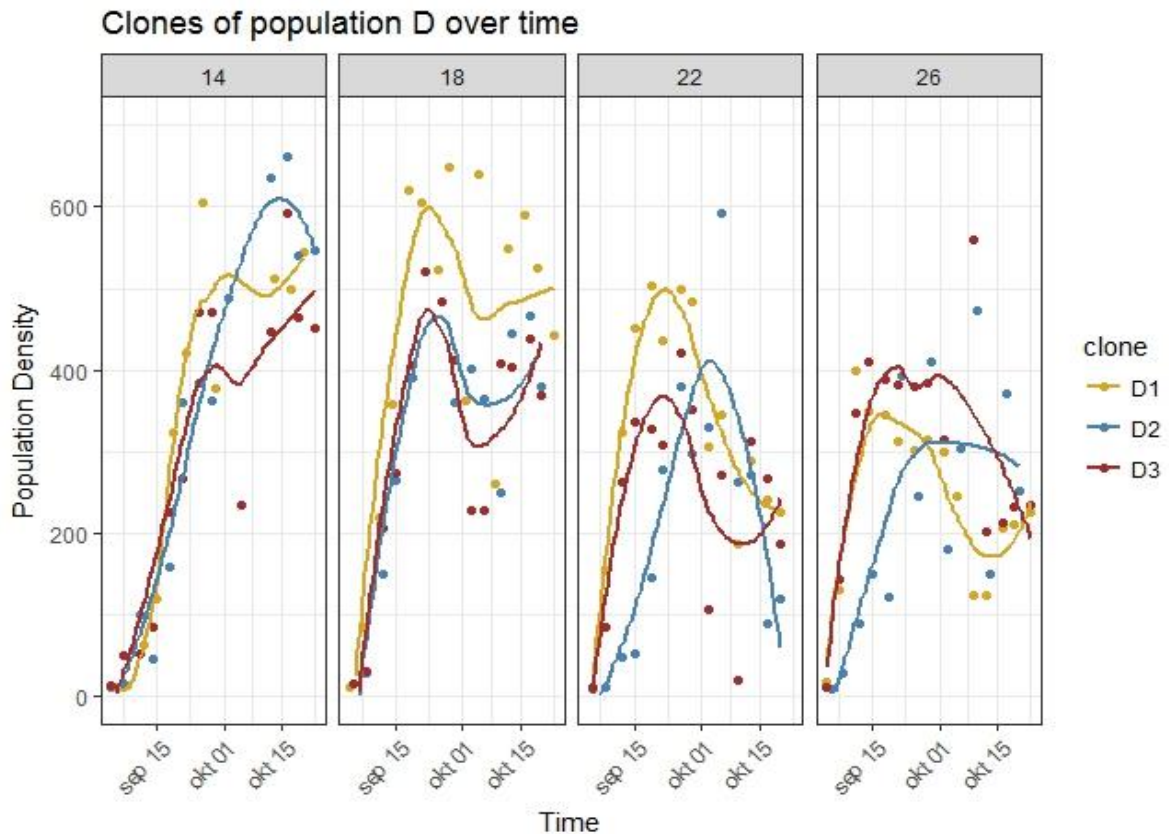 Clones of population D over time
14 18 22 26
Population Density
600
400
200
0
sep 15 okt 01 okt 15 sep 15 okt 01 okt 15 sep 15 okt 01 okt 15 sep 15 okt 01 okt 15
Time
clone
D1
D2
D3